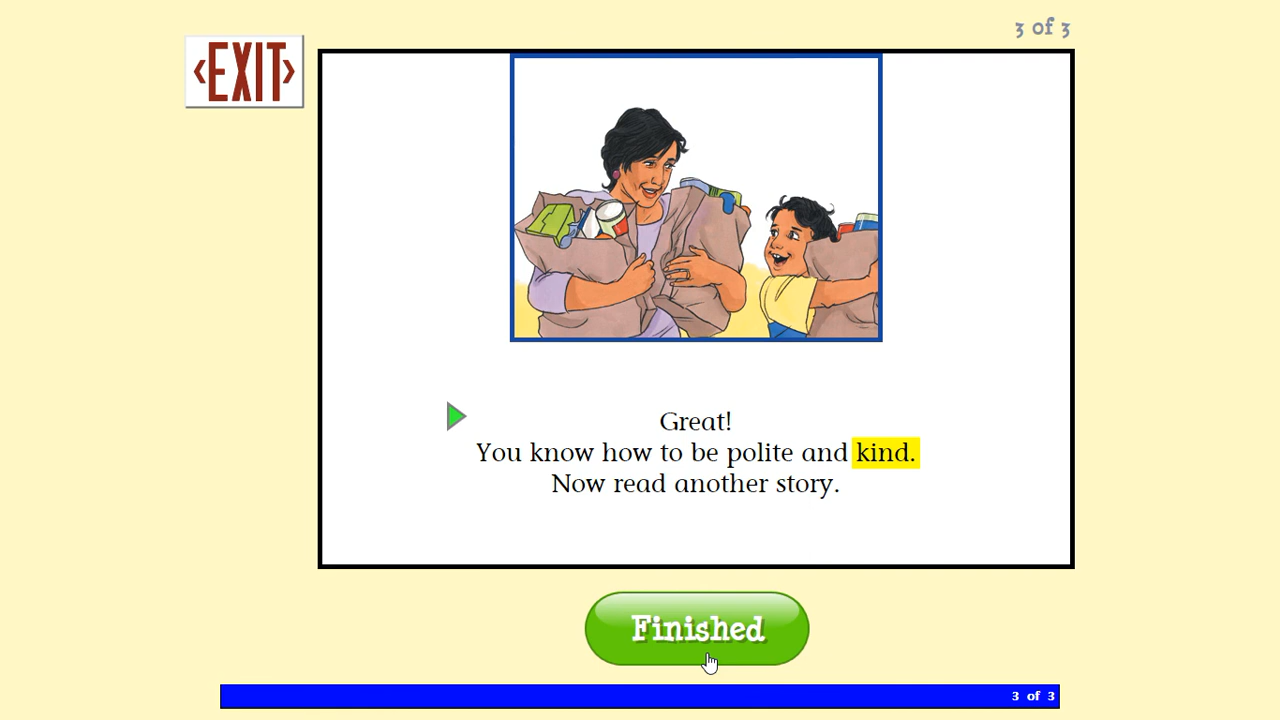 3 of 3
<EXIT>
Great!
You know how to be polite and kind.
Now read another story.
Finished
3 of 3